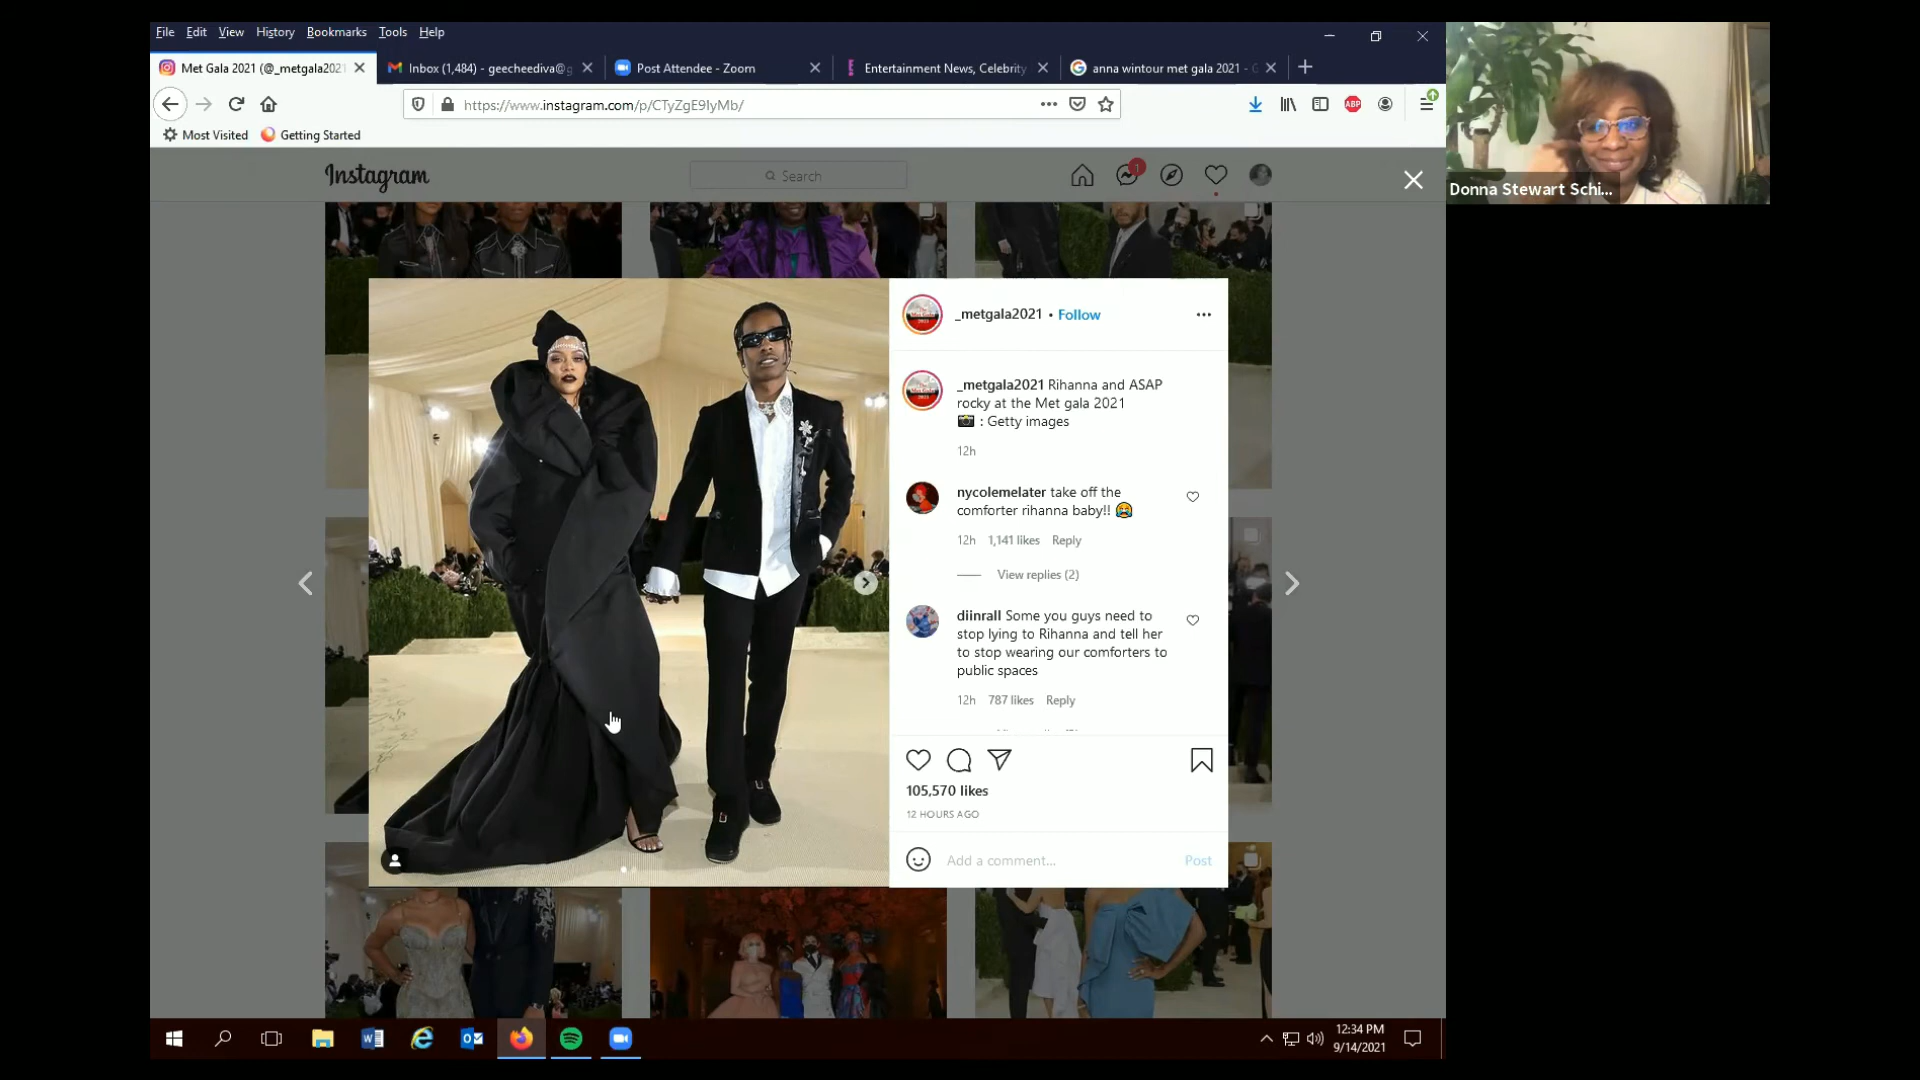 File Edit View History Bookmarks Tools Help
Met Gala 2021 (@_metgala2021
Inbox (1,484) - geecheediva@g
Post Attendee - Zoom
Entertainment News, Celebrity
anna wintour met gala 2021 - G
https://www.instagram.com/p/CTyZgE9IyMb/
ABP
Most Visited Getting Started
Donna Stewart Schi...
Instagram
Search
1
_metgala2021 • Follow
_metgala2021 Rihanna and ASAP
rocky at the Met gala 2021
: Getty images
12h
nycolemelater take off the
comforter rihanna baby!!
12h 1,141 likes Reply
View replies (2)
diinrall Some you guys need to
stop lying to Rihanna and tell her
to stop wearing our comforters to
public spaces
12h 787 likes Reply
105,570 likes
12 HOURS AGO
Add a comment... Post
12:34 PM
9/14/2021